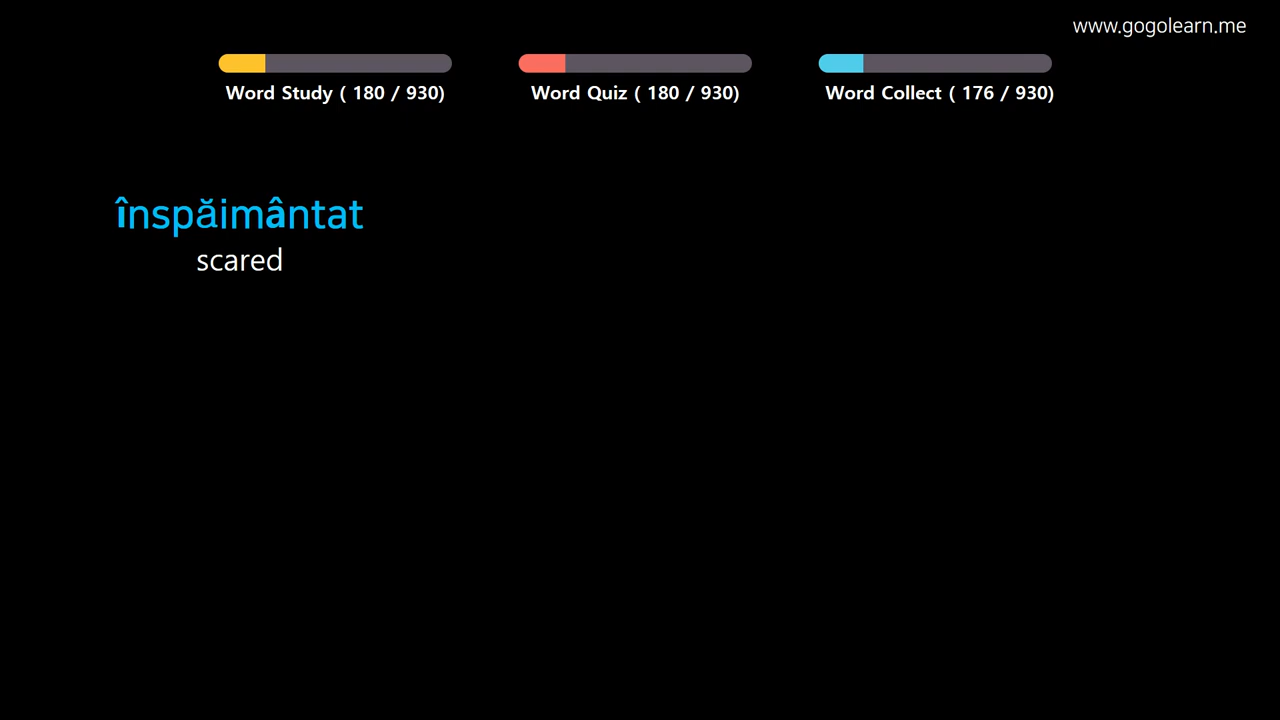 www.gogolearn.me
Word Study ( 180 / 930)
Word Quiz ( 180 / 930)
Word Collect ( 176 / 930)
înspăimântat
scared